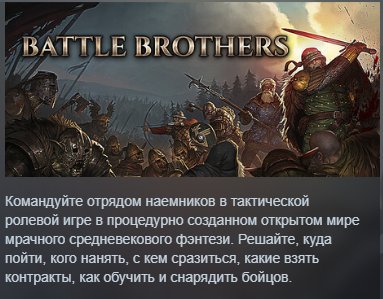 BATTLE BROTHERS
Командуйте отрядом наемников в тактической
ролевой игре в процедурно созданном открытом мире
мрачного средневекового фэнтези. Решайте, куда
пойти, кого нанять, с кем сразиться, какие взять
контракты, как обучить и снарядить бойцов.